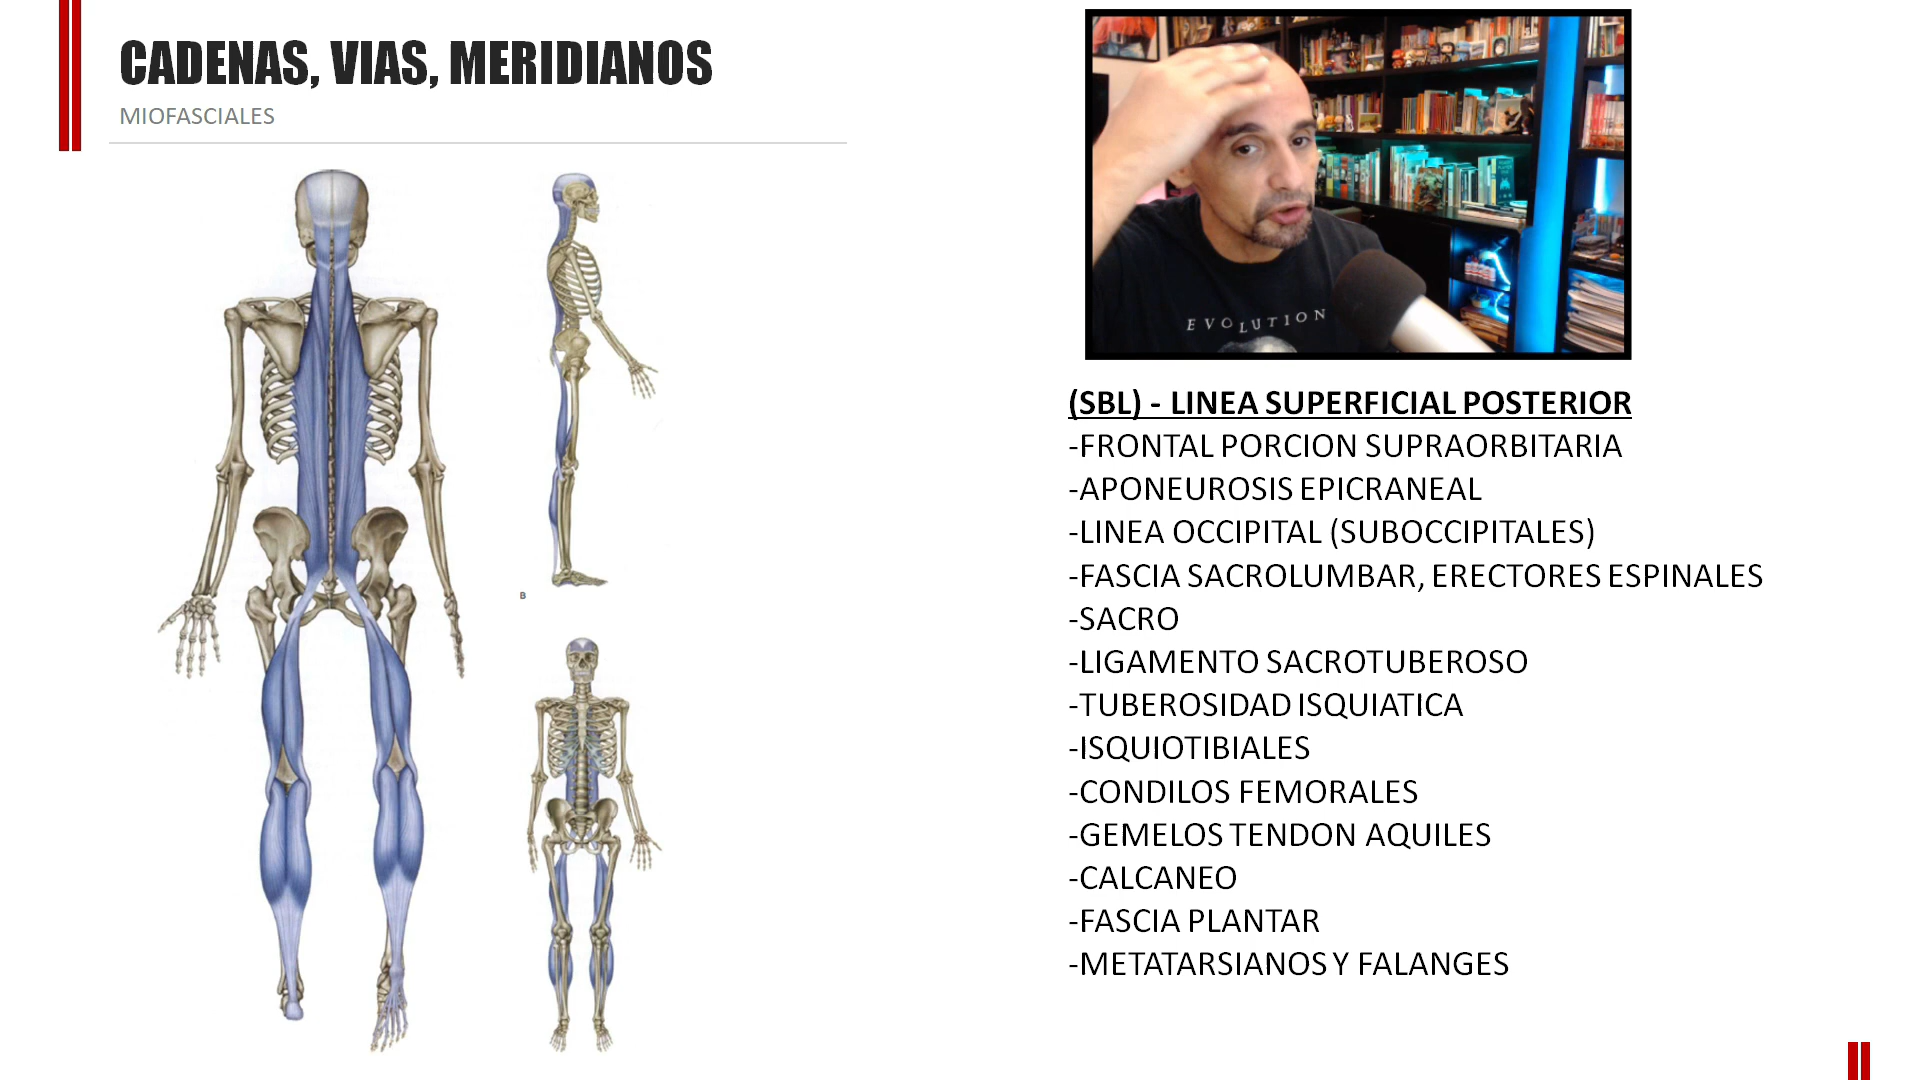 CADENAS, VIAS, MERIDIANOS
MIOFASCIALES
EVOLUTION
B
(SBL) - LINEA SUPERFICIAL POSTERIOR
-FRONTAL PORCION SUPRAORBITARIA
-APONEUROSIS EPICRANEAL
-LINEA OCCIPITAL (SUBOCCIPITALES)
-FASCIA SACROLUMBAR, ERECTORES ESPINALES
-SACRO
-LIGAMENTO SACROTUBEROSO
-TUBEROSIDAD ISQUIATICA
-ISQUIOTIBIALES
-CONDILOS FEMORALES
-GEMELOS TENDON AQUILES
-CALCANEO
-FASCIA PLANTAR
-METATARSIANOS Y FALANGES